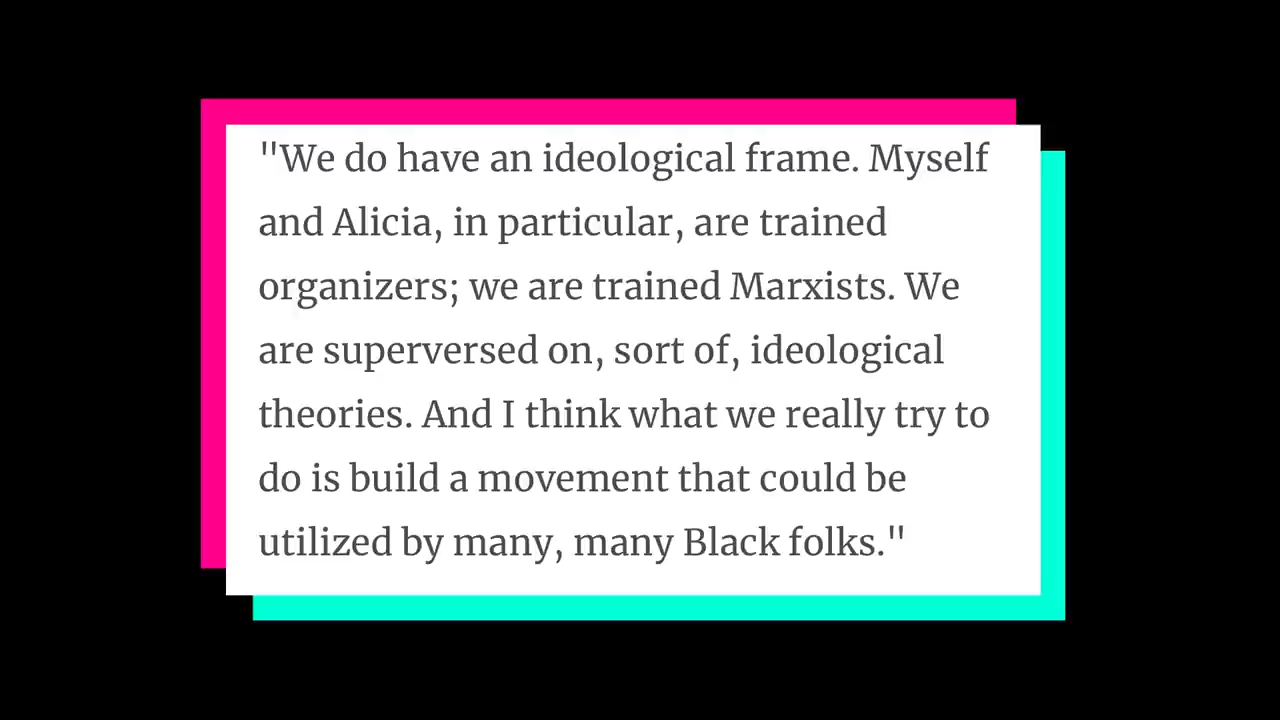 "We do have an ideological frame. Myself
and Alicia, in particular, are trained
organizers; we are trained Marxists. We
are superversed on, sort of, ideological
theories. And I think what we really try to
do is build a movement that could be
utilized by many, many Black folks."